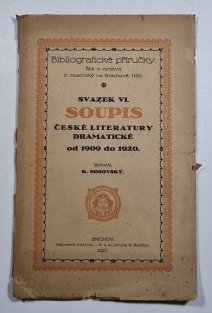 Bibliografické příručky.
Řídí a vydává
K. Nosovský na Smíchově, 1180.
SVAZEK VI.
SOUPIS
ČESKÉ LITERATURY
DRAMATICKÉ
od 1909 do 1920.
SESTAVIL
K. NOSOVSKÝ.
SMÍCHOV.
1921.